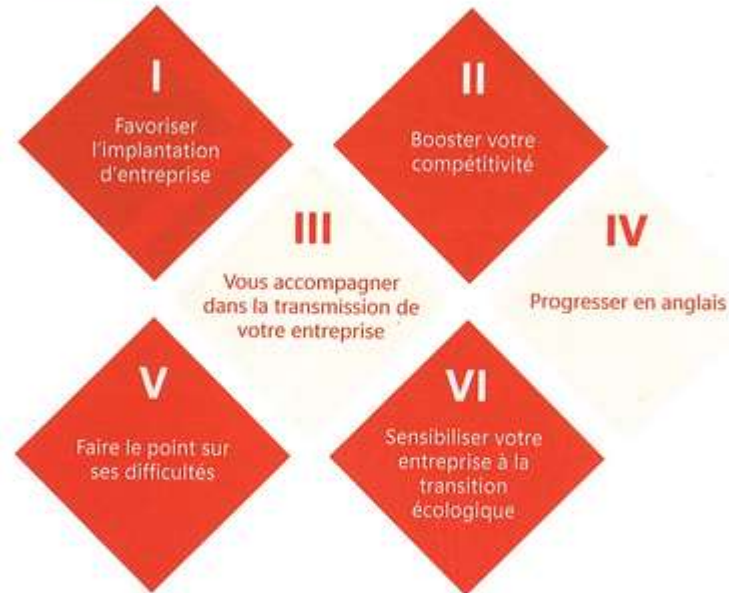 I
Favoriser
l'implantation
d'entreprise
II
Booster votre
compétitivité
III
Vous accompagner
dans la transmission de
votre entreprise
IV
Progresser en anglais
V
Faire le point sur
ses difficultés
VI
Sensibiliser votre
entreprise à la
transition
écologique